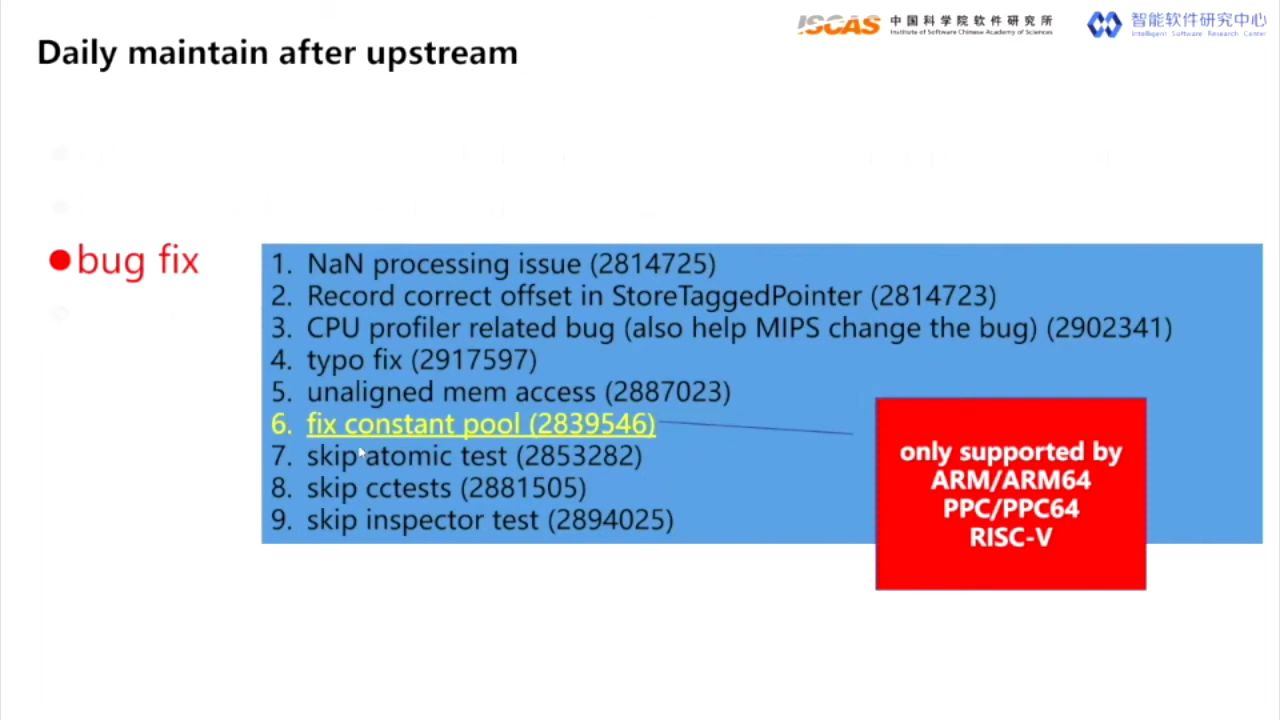 ISCAS 中国科学院软件研究所
Institute of Software Chinese Academy of Sciences
智能软件研究中心
Intelligent Software Research Center
Daily maintain after upstream
●bug fix
1. NaN processing issue (2814725)
2. Record correct offset in StoreTaggedPointer (2814723)
3. CPU profiler related bug (also help MIPS change the bug) (2902341)
4. typo fix (2917597)
5. unaligned mem access (2887023)
6. fix constant pool (2839546)
7. skip atomic test (2853282)
8. skip cctests (2881505)
9. skip inspector test (2894025)
only supported by
ARM/ARM64
PPC/PPC64
RISC-V